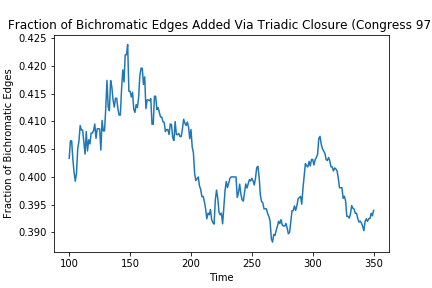 Fraction of Bichromatic Edges Added Via Triadic Closure (Congress 97
Fraction of Bichromatic Edges
0.425
0.420
0.415
0.410
0.405
0.400
0.395
0.390
100 150 200 250 300 350
Time